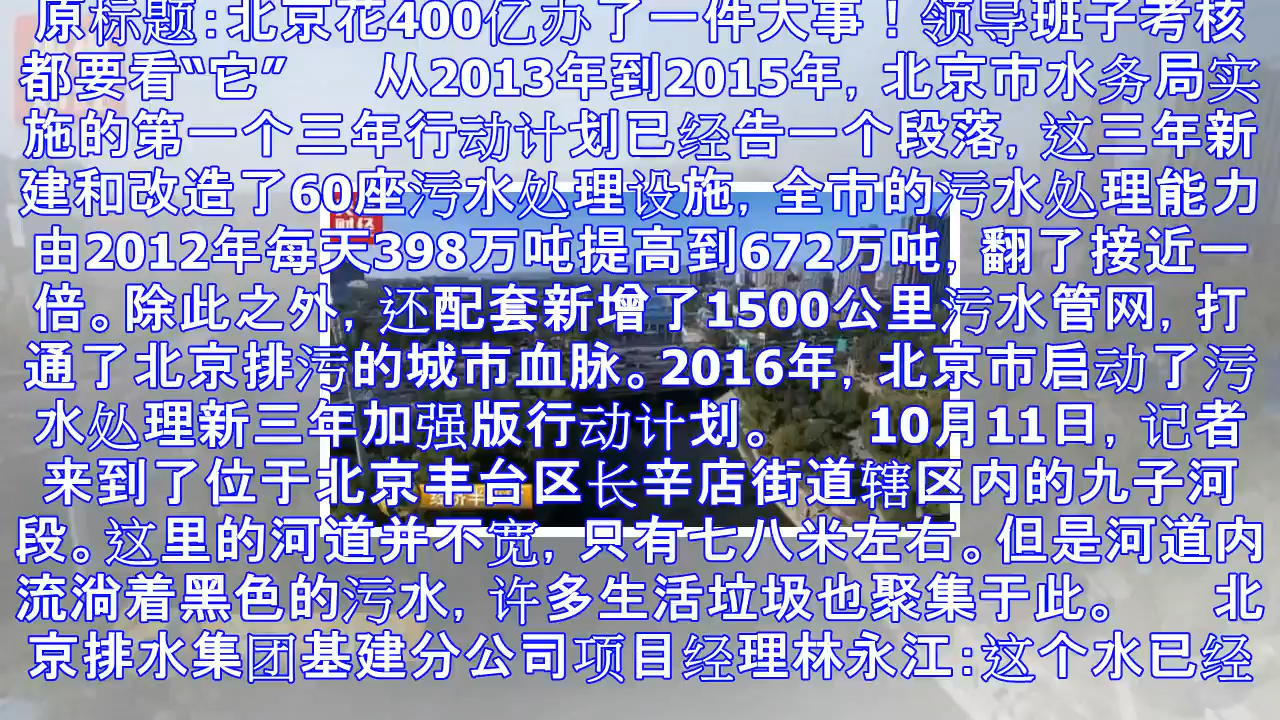 原标题:北京花400亿办了一件大事！领导班子考核
都要看“它”　　从2013年到2015年, 北京市水务局实
施的第一个三年行动计划已经告一个段落, 这三年新
建和改造了60座污水处理设施, 全市的污水处理能力
由2012年每天398万吨提高到672万吨, 翻了接近一
倍。除此之外, 还配套新增了1500公里污水管网, 打
通了北京排污的城市血脉。2016年, 北京市启动了污
水处理新三年加强版行动计划。　　10月11日, 记者
来到了位于北京丰台区长辛店街道辖区内的九子河
段。这里的河道并不宽, 只有七八米左右。但是河道内
流淌着黑色的污水, 许多生活垃圾也聚集于此。　　北
京排水集团基建分公司项目经理林永江:这个水已经
财经